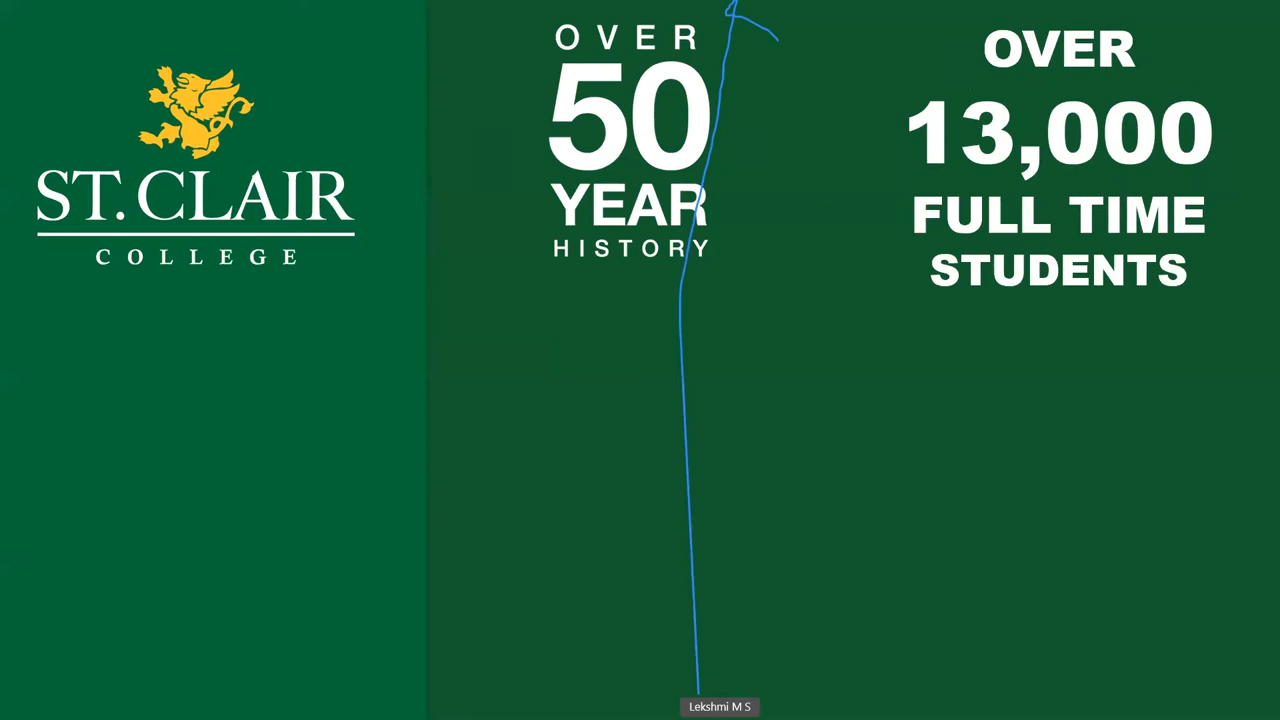 ST. CLAIR
COLLEGE
OVER
50
YEAR
HISTORY
OVER
13,000
FULL TIME
STUDENTS
Lekshmi M S